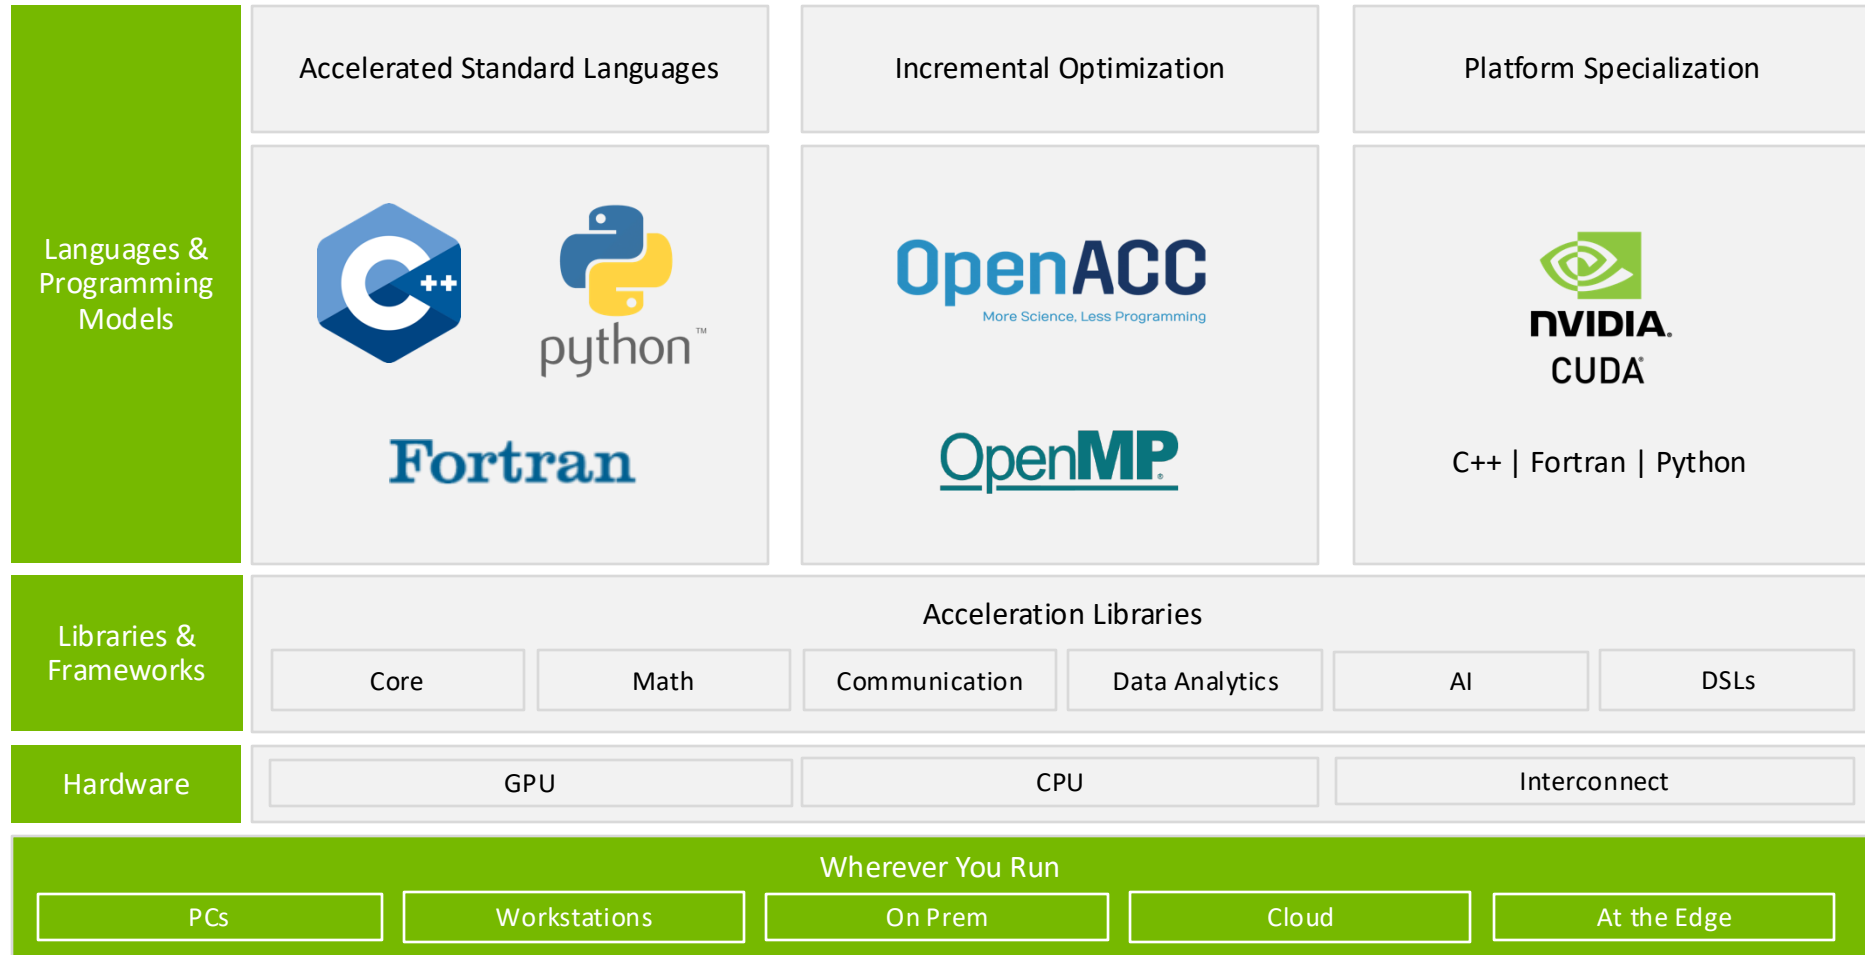 Accelerated Standard Languages
Incremental Optimization
Platform Specialization
Languages &
Programming
Models
C++
python™
Fortran
OpenACC
More Science, Less Programming
OpenMP®
NVIDIA.
CUDA®
C++ | Fortran | Python
Libraries &
Frameworks
Acceleration Libraries
Core
Math
Communication
Data Analytics
AI
DSLs
Hardware
GPU
CPU
Interconnect
Wherever You Run
PCs
Workstations
On Prem
Cloud
At the Edge